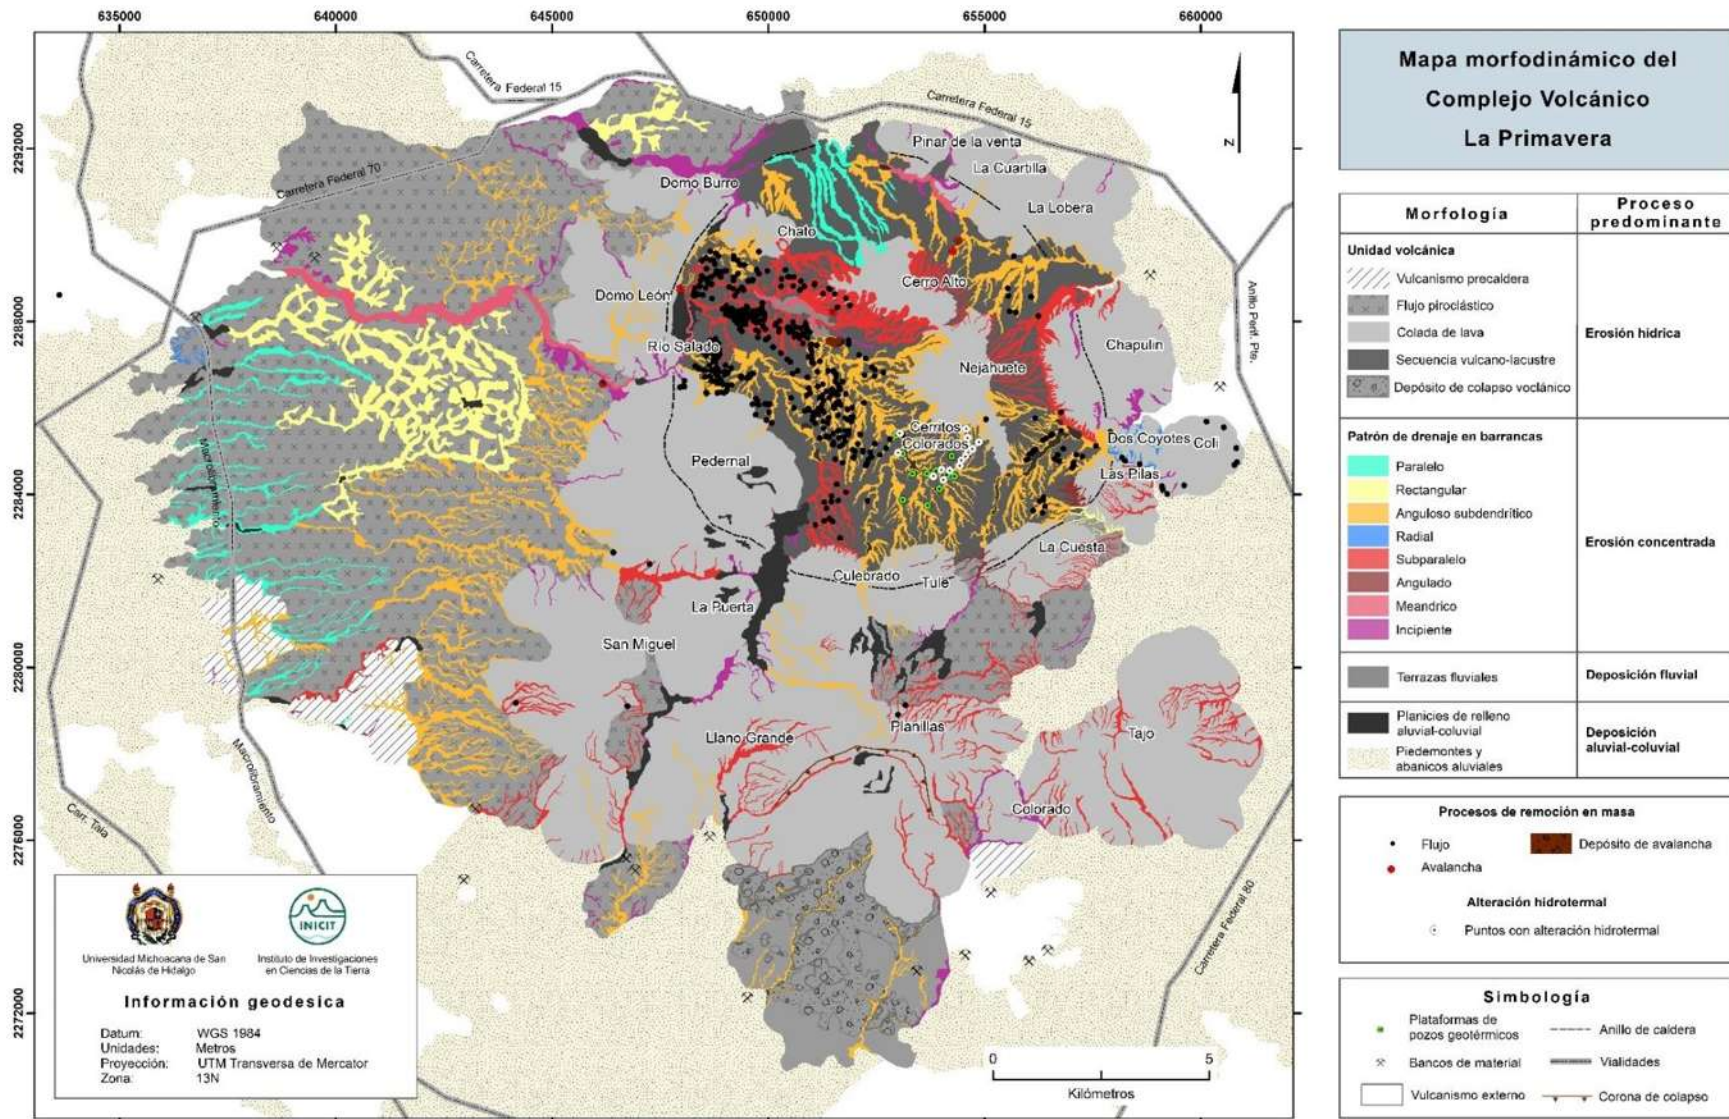 635000
640000
645000
650000
655000
660000
2292000
2288000
2284000
2280000
2276000
2272000
Carretera Federal 15
Carretera Federal 15
Carretera Federal 70
Pinar de la venta
La Cuartilla
La Lobera
Domo Burro
Chato
Cerro Alto
Domo León
Río Salado
Chapulin
Nejahuete
Anillo Perif. Pte.
Cerritos
Colorados
Dos Coyotes
Coli
Las Pilas
Pedernal
Macrolibramiento
La Cuesta
Culebrado
Tule
La Puerta
San Miguel
Planillas
Llano Grande
Tajo
Colorado
Macrolibramiento
Carr. Tala
Carretera Federal 80
N
Universidad Michoacana de San
Nicolás de Hidalgo
INICIT
Instituto de Investigaciones
en Ciencias de la Tierra
Información geodesica
Datum: WGS 1984
Unidades: Metros
Proyección: UTM Transversa de Mercator
Zona: 13N
0 5
Kilómetros
Mapa morfodinámico del
Complejo Volcánico
La Primavera
Morfología
Proceso
predominante
Unidad volcánica
Vulcanismo precaldera
Flujo piroclástico
Colada de lava
Secuencia vulcano-lacustre
Depósito de colapso voclánico
Erosión hídrica
Patrón de drenaje en barrancas
Paralelo
Rectangular
Anguloso subdendrítico
Radial
Subparalelo
Angulado
Meandrico
Incipiente
Erosión concentrada
Terrazas fluviales
Deposición fluvial
Planicies de relleno
aluvial-coluvial
Piedemontes y
abanicos aluviales
Deposición
aluvial-coluvial
Procesos de remoción en masa
Flujo
Depósito de avalancha
Avalancha
Alteración hidrotermal
Puntos con alteración hidrotermal
Simbología
Plataformas de
pozos geotérmicos
Anillo de caldera
Bancos de material
Vialidades
Vulcanismo externo
Corona de colapso